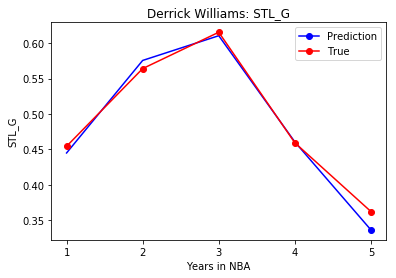 Derrick Williams: STL_G
Prediction
True
0.60
0.55
0.50
0.45
0.40
0.35
STL_G
1 2 3 4 5
Years in NBA